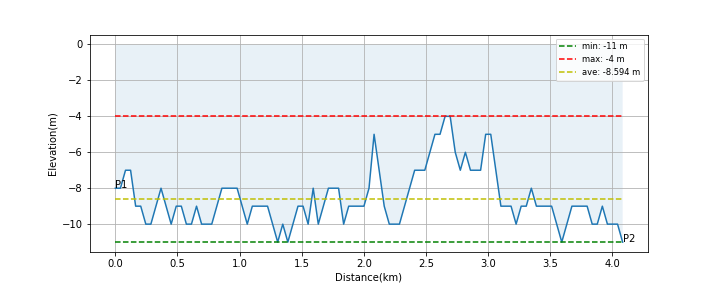 0
min: -11 m
max: -4 m
ave: -8.594 m
−2
−4
−6
−8
−10
Elevation(m)
P1
P2
0.0 0.5 1.0 1.5 2.0 2.5 3.0 3.5 4.0
Distance(km)